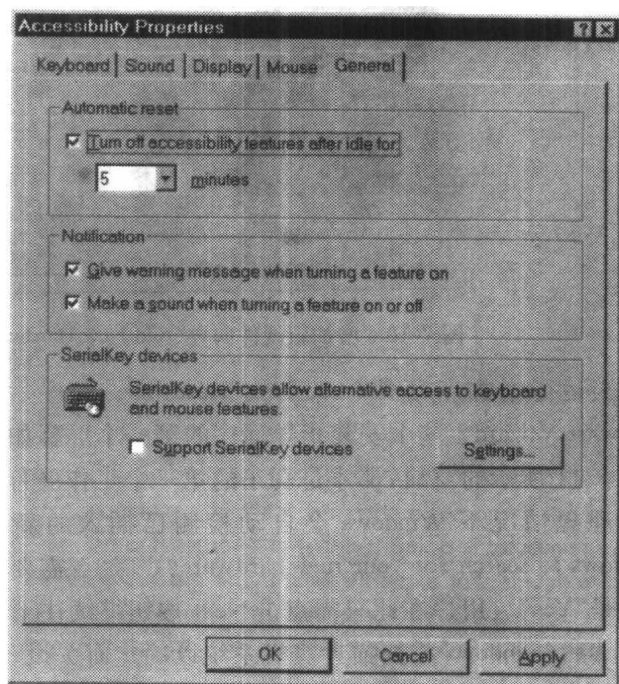 Accessibility Properties
Keyboard Sound Display Mouse General
Automatic reset
Turn off accessibility features after idle for:
5 minutes
Notification
Give warning message when turning a feature on
Make a sound when turning a feature on or off
SerialKey devices
SerialKey devices allow alternative access to keyboard
and mouse features.
Support SerialKey devices Settings...
OK Cancel Apply